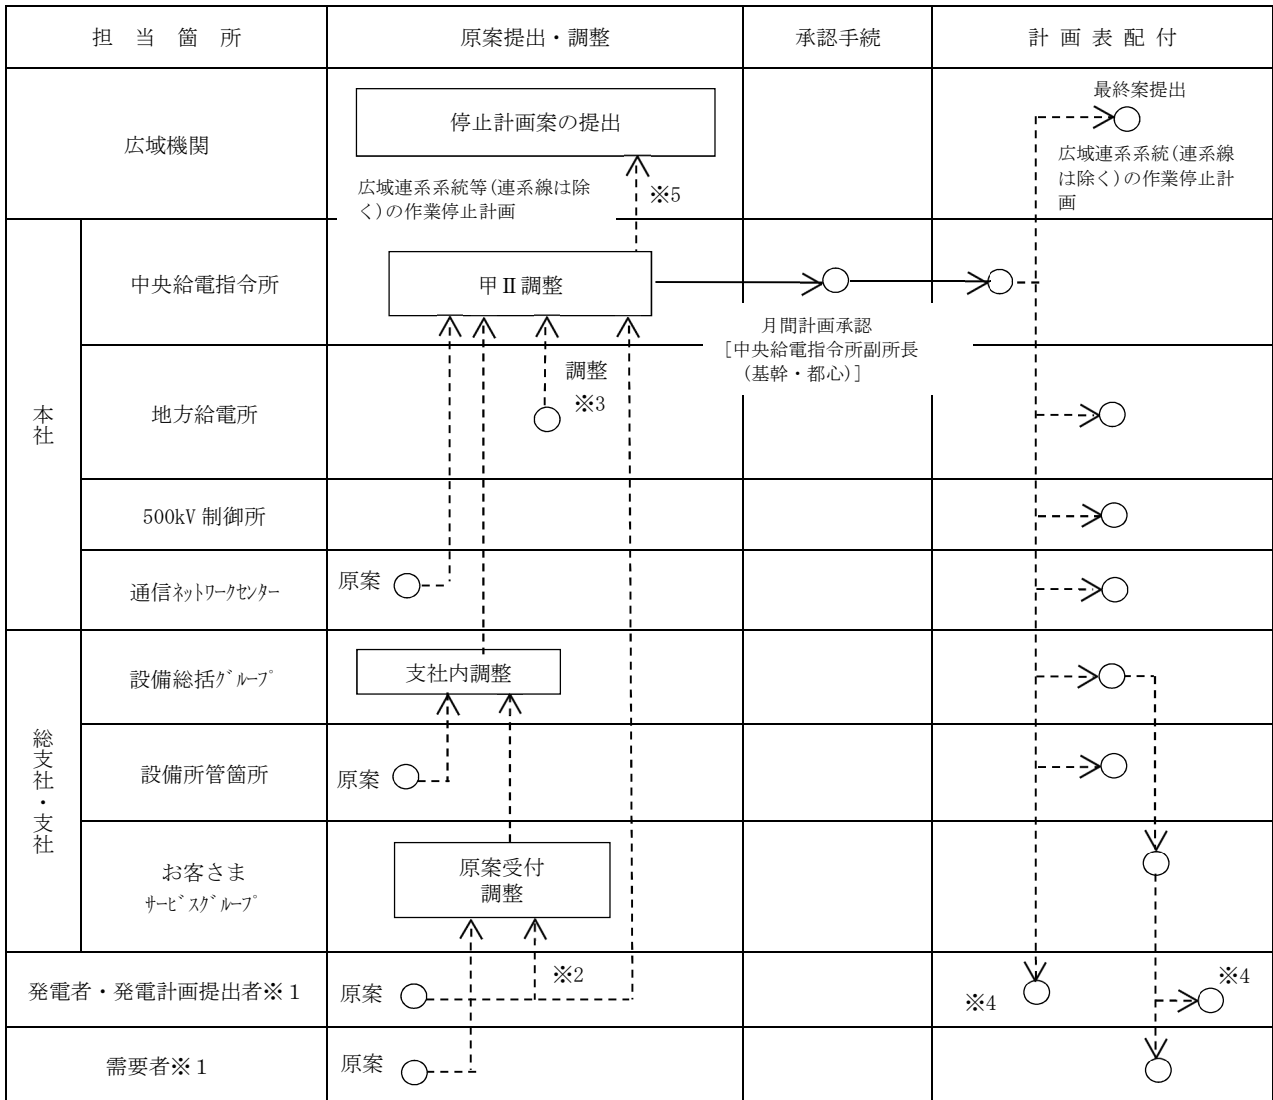 担　当　箇　所
原案提出・調整
承認手続
計 画 表 配 付
広域機関
停止計画案の提出
広域連系系統等(連系線は除
く)の作業停止計画
※5
最終案提出
広域連系系統(連系線
は除く)の作業停止計
画
本社
中央給電指令所
甲Ⅱ調整
月間計画承認
[中央給電指令所副所長
(基幹・都心)]
地方給電所
調整
※3
500kV 制御所
通信ﾈｯﾄﾜｰｸｾﾝﾀｰ
原案
総支社・支社
設備総括ｸﾞﾙｰﾌﾟ
支社内調整
設備所管箇所
原案
お客さま
ｻｰﾋﾞｽｸﾞﾙｰﾌﾟ
原案受付
調整
発電者・発電計画提出者※１
原案
※2
※4
※4
需要者※１
原案